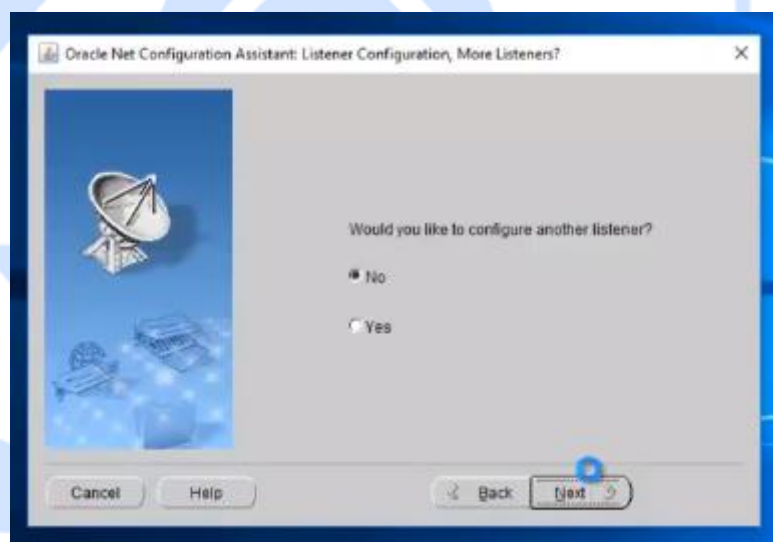 Oracle Net Configuration Assistant: Listener Configuration, More Listeners?
Would you like to configure another listener?
No
Yes
Cancel Help Back Next